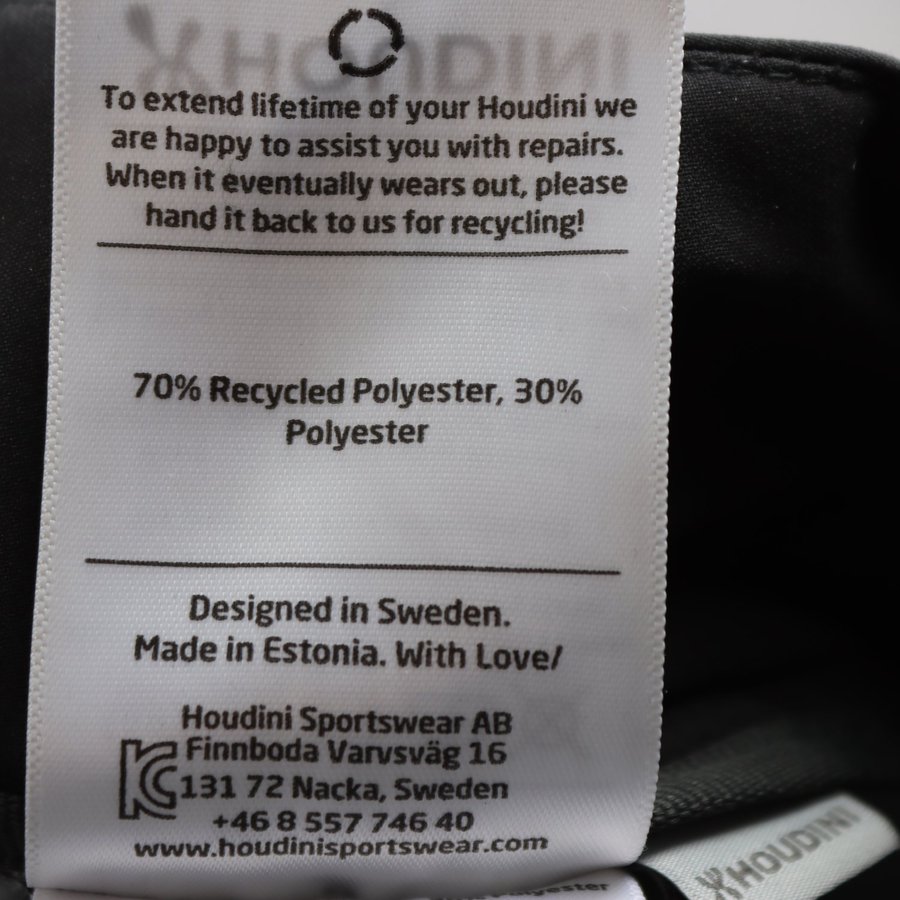 HOUDINI
To extend lifetime of your Houdini we
are happy to assist you with repairs.
When it eventually wears out, please
hand it back to us for recycling!
70% Recycled Polyester, 30%
Polyester
Designed in Sweden.
Made in Estonia. With Love/
Houdini Sportswear AB
Finnboda Varvsväg 16
131 72 Nacka, Sweden
+46 8 557 746 40
www.houdinisportswear.com
Polyester
HOUDINI